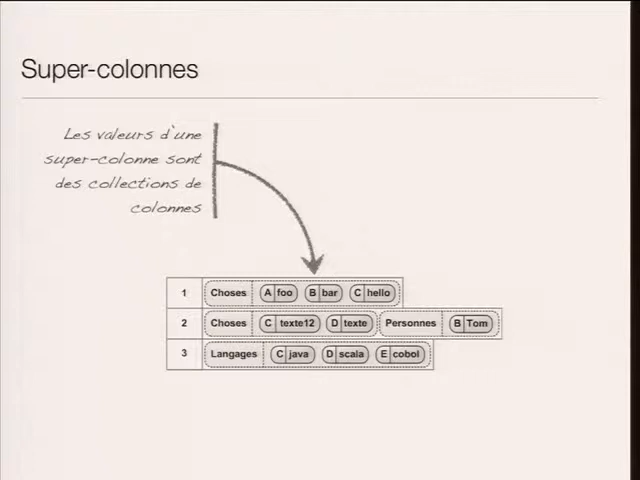 Super-colonnes
Les valeurs d'une
super-colonne sont
des collections de
colonnes
1 Choses A foo B bar C hello
2 Choses C texte12 D texte Personnes B Tom
3 Langages C java D scala E cobol